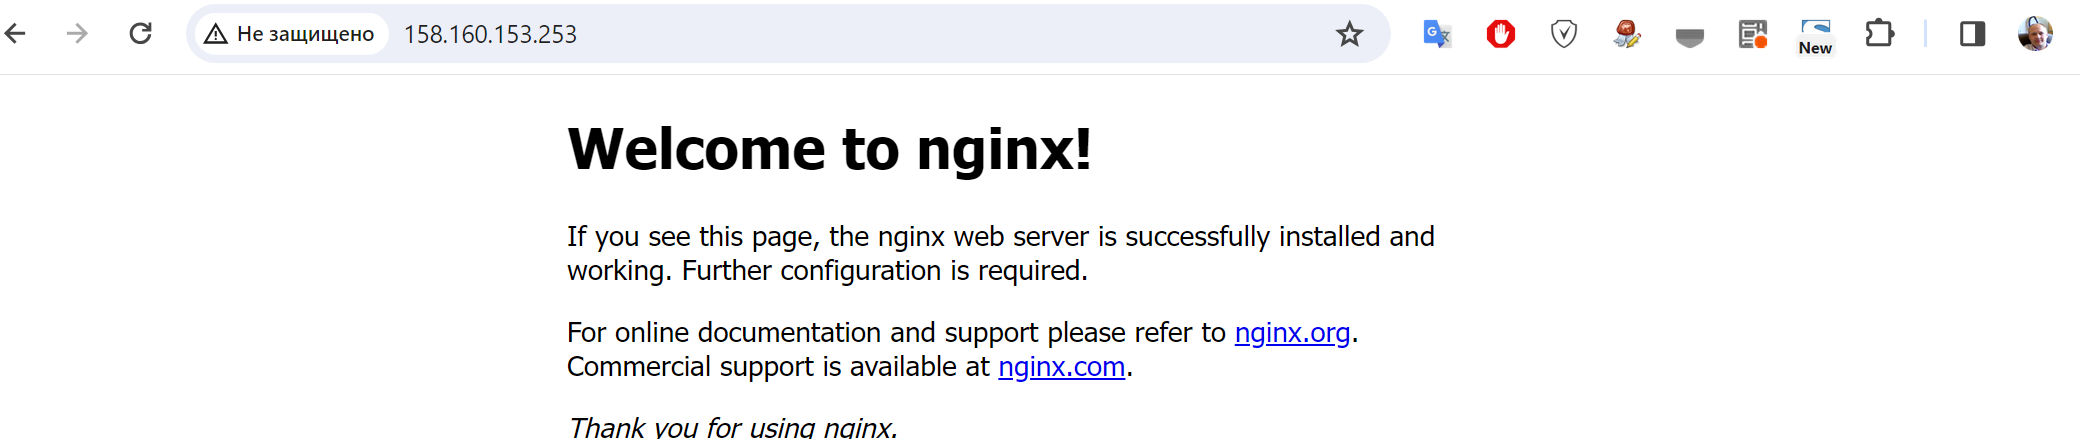 Не защищено 158.160.153.253
New
Welcome to nginx!
If you see this page, the nginx web server is successfully installed and
working. Further configuration is required.
For online documentation and support please refer to nginx.org.
Commercial support is available at nginx.com.
Thank you for using nginx.